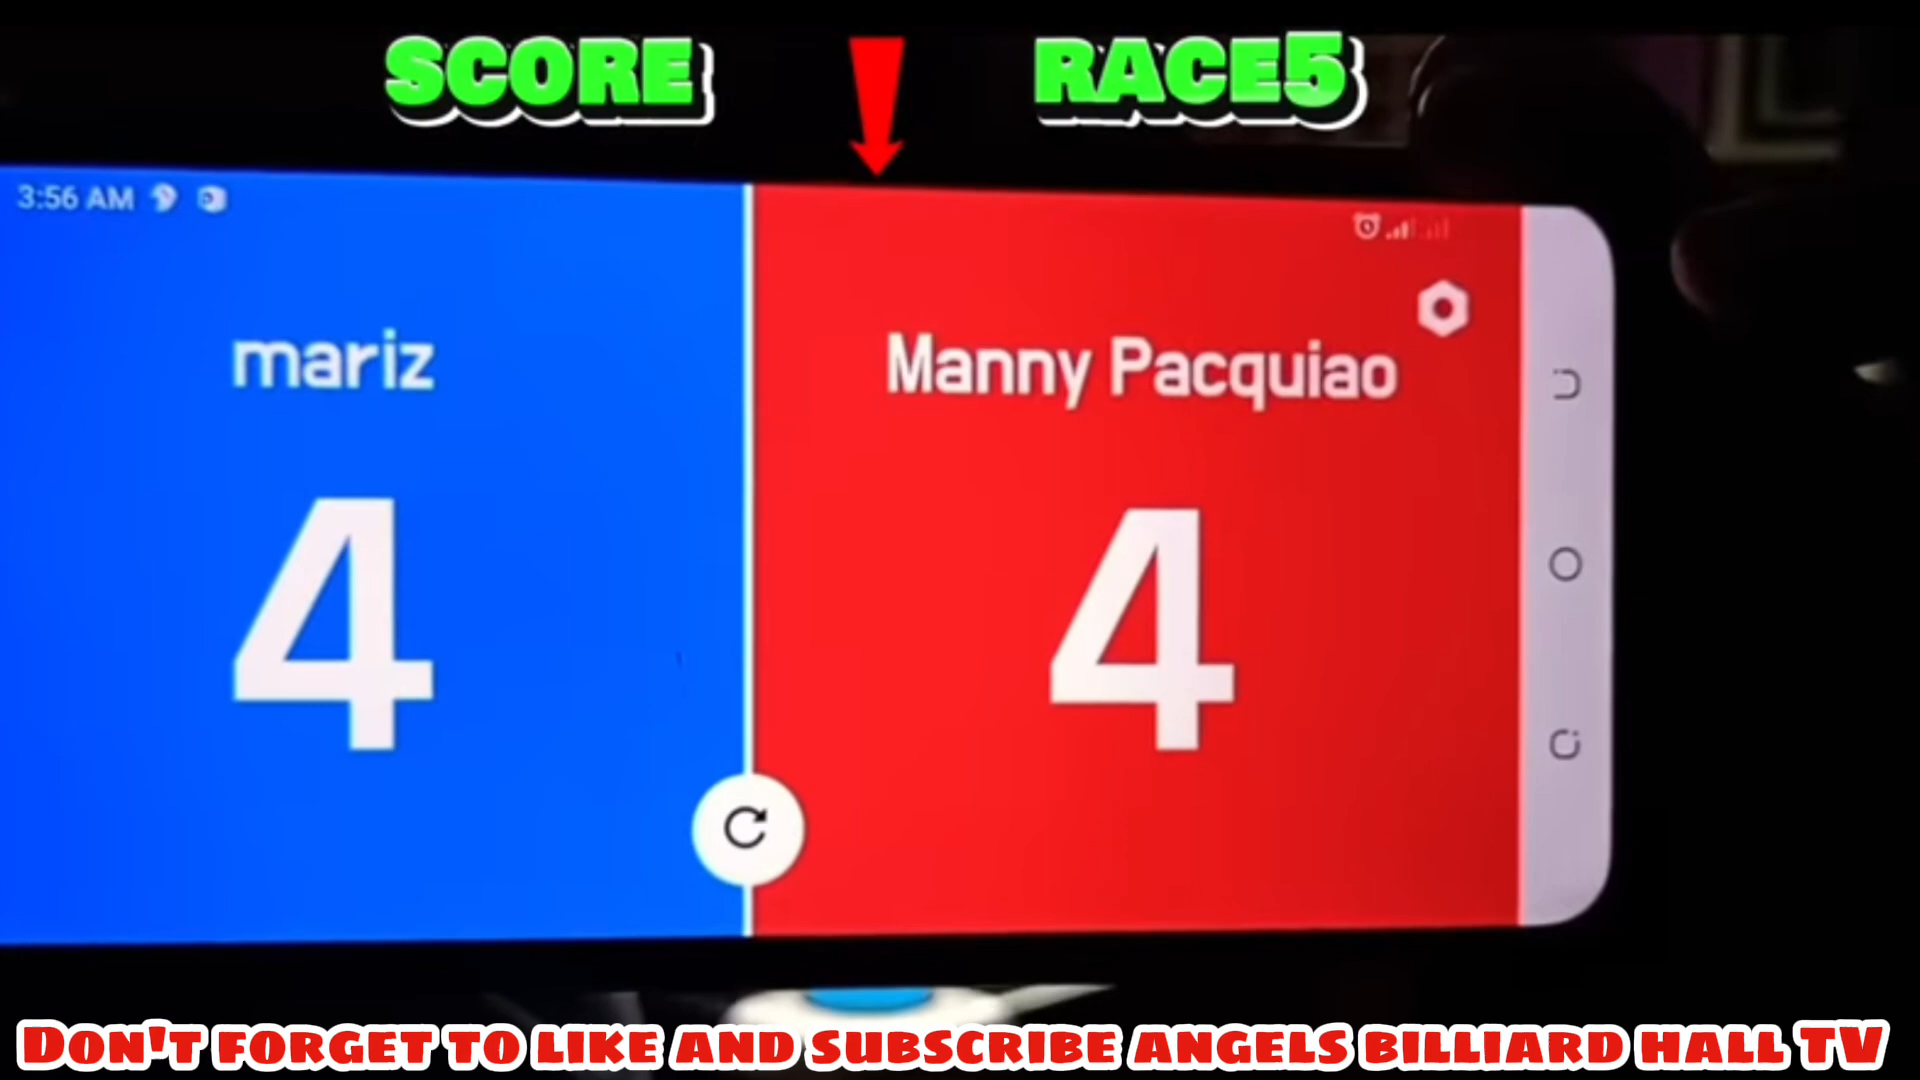 SCORE
RACE5
3:56 AM
mariz
Manny Pacquiao
4
4
DON'T FORGET TO LIKE AND SUBSCRIBE ANGELS BILLIARD HALL TV